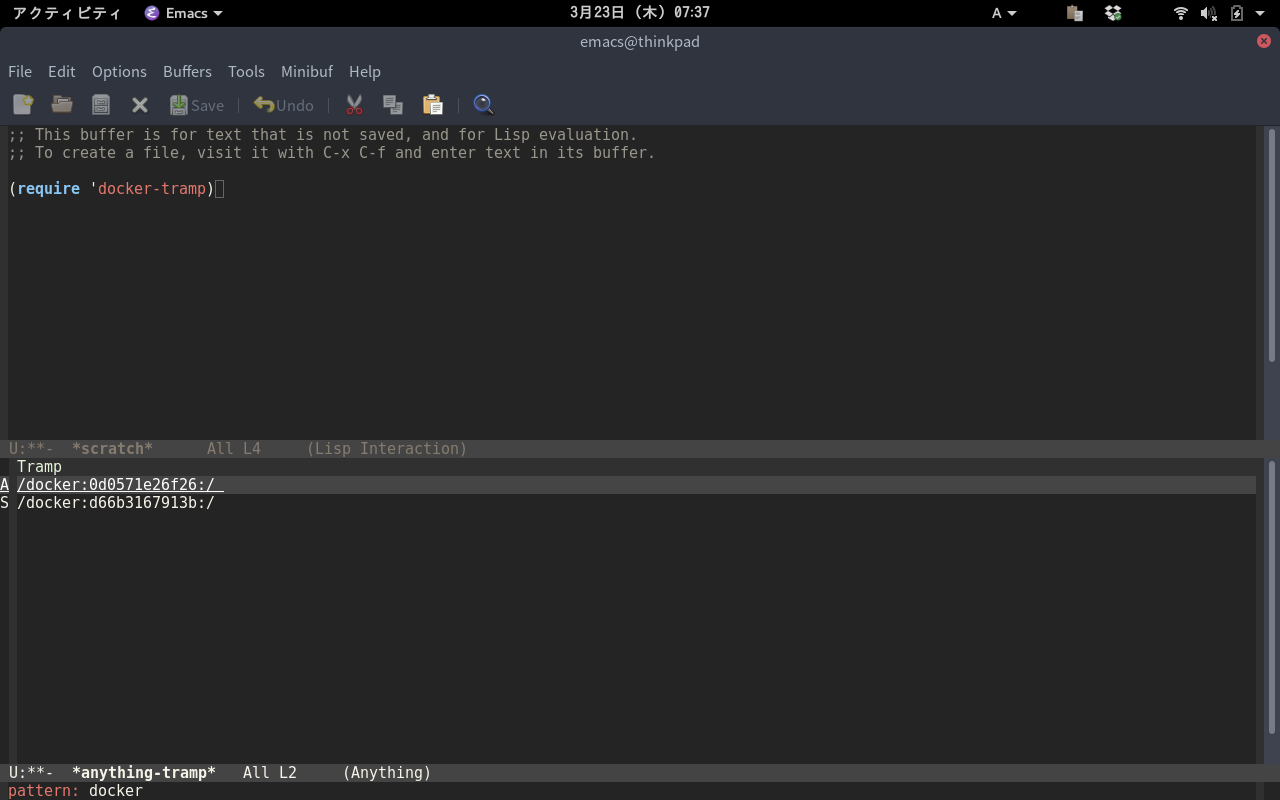 アクティビティ Emacs 3月23日 (木) 07:37 A
emacs@thinkpad
File Edit Options Buffers Tools Minibuf Help
Save Undo
;; This buffer is for text that is not saved, and for Lisp evaluation.
;; To create a file, visit it with C-x C-f and enter text in its buffer.
(require 'docker-tramp)
U:**-  *scratch*      All L4     (Lisp Interaction)
Tramp
A /docker:0d0571e26f26:/
S /docker:d66b3167913b:/
U:**-  *anything-tramp*   All L2     (Anything)
pattern: docker